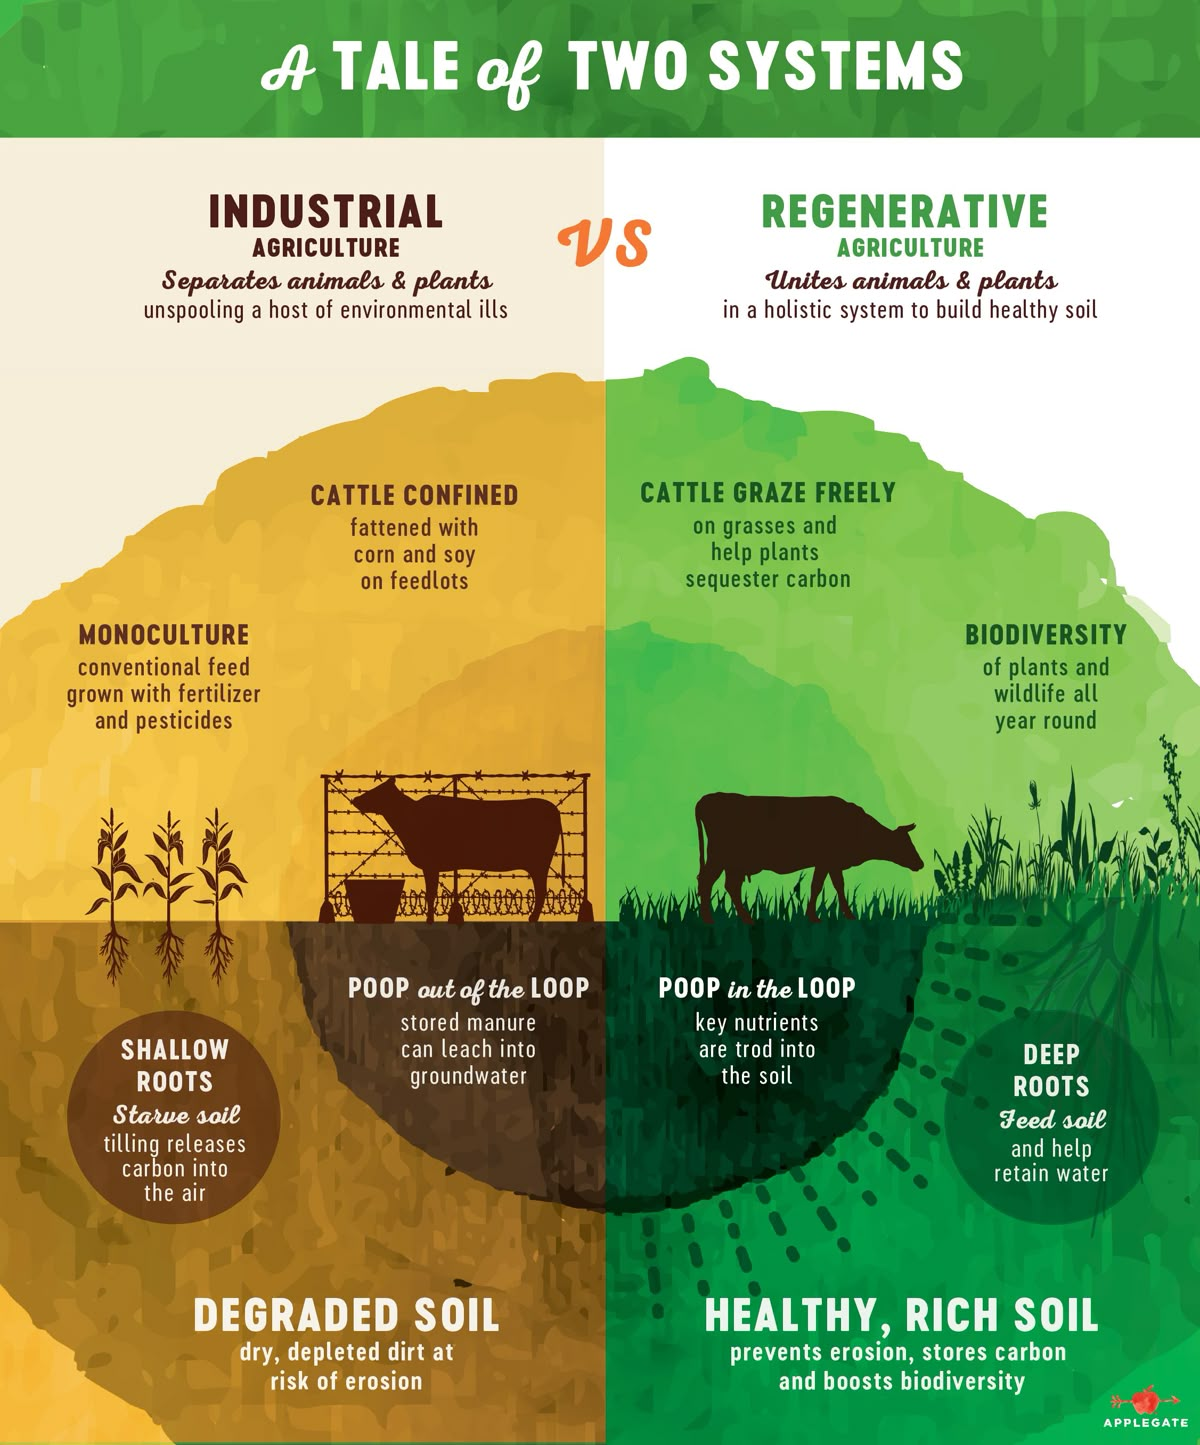 A TALE of TWO SYSTEMS
INDUSTRIAL
AGRICULTURE
Separates animals & plants
unspooling a host of environmental ills
VS
REGENERATIVE
AGRICULTURE
Unites animals & plants
in a holistic system to build healthy soil
CATTLE CONFINED
fattened with
corn and soy
on feedlots
CATTLE GRAZE FREELY
on grasses and
help plants
sequester carbon
MONOCULTURE
conventional feed
grown with fertilizer
and pesticides
BIODIVERSITY
of plants and
wildlife all
year round
POOP out of the LOOP
stored manure
can leach into
groundwater
POOP in the LOOP
key nutrients
are trod into
the soil
SHALLOW
ROOTS
Starve soil
tilling releases
carbon into
the air
DEEP
ROOTS
Feed soil
and help
retain water
DEGRADED SOIL
dry, depleted dirt at
risk of erosion
HEALTHY, RICH SOIL
prevents erosion, stores carbon
and boosts biodiversity
APPLEGATE